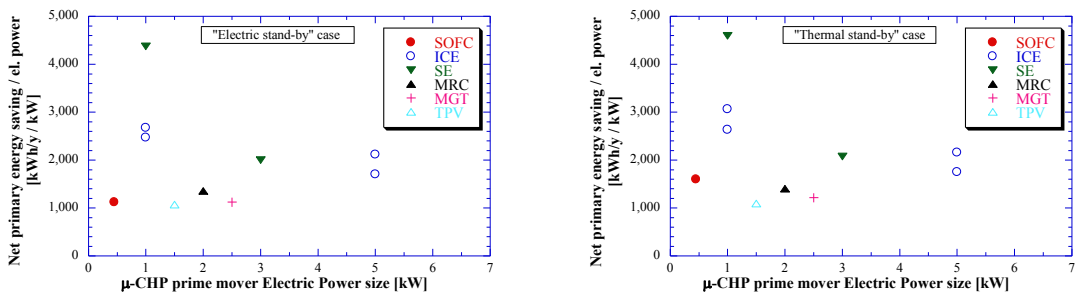 "Electric stand-by" case
Net primary energy saving / el. power
[kWh/y / kW]
5,000
4,000
3,000
2,000
1,000
0
SOFC
ICE
SE
MRC
MGT
TPV
0 1 2 3 4 5 6 7
μ-CHP prime mover Electric Power size [kW]
"Thermal stand-by" case
Net primary energy saving / el. power
[kWh/y / kW]
5,000
4,000
3,000
2,000
1,000
0
SOFC
ICE
SE
MRC
MGT
TPV
0 1 2 3 4 5 6 7
μ-CHP prime mover Electric Power size [kW]